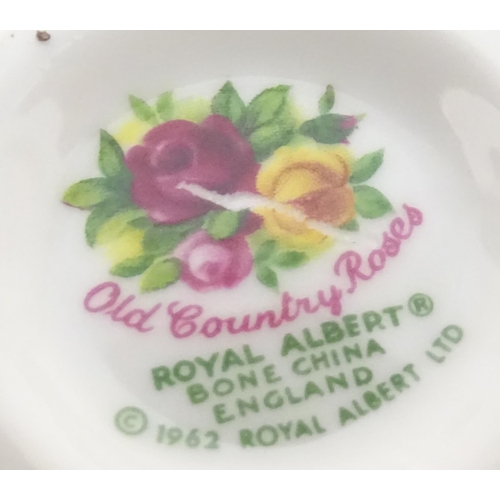 Old Country Roses
ROYAL ALBERT®
BONE CHINA
ENGLAND
© 1962 ROYAL ALBERT LTD